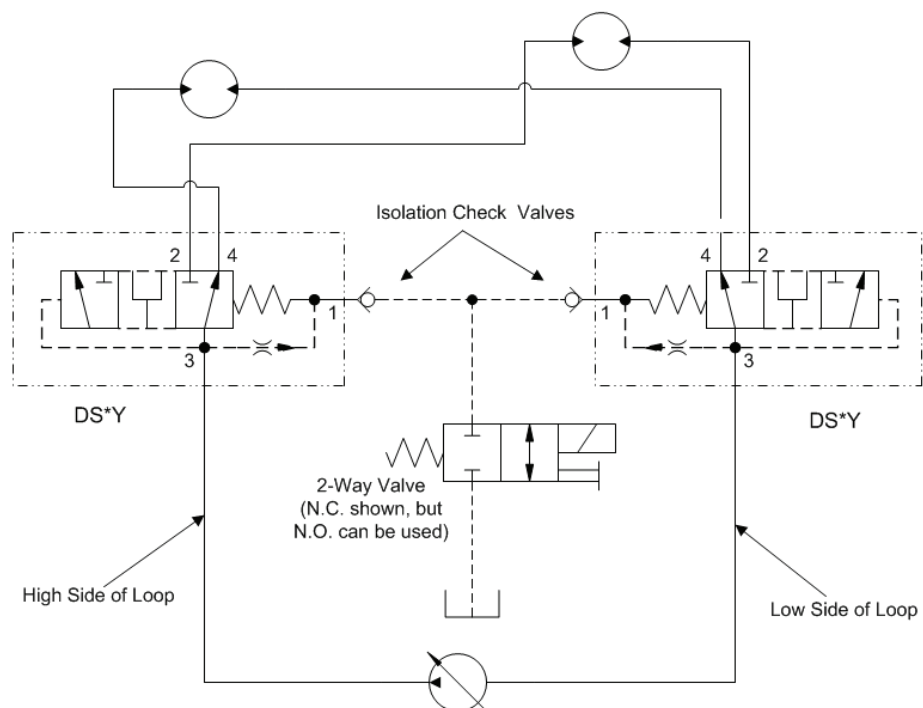 Isolation Check Valves
2 4
4 2
1
1
3
3
DS*Y
DS*Y
2-Way Valve
(N.C. shown, but
N.O. can be used)
High Side of Loop
Low Side of Loop